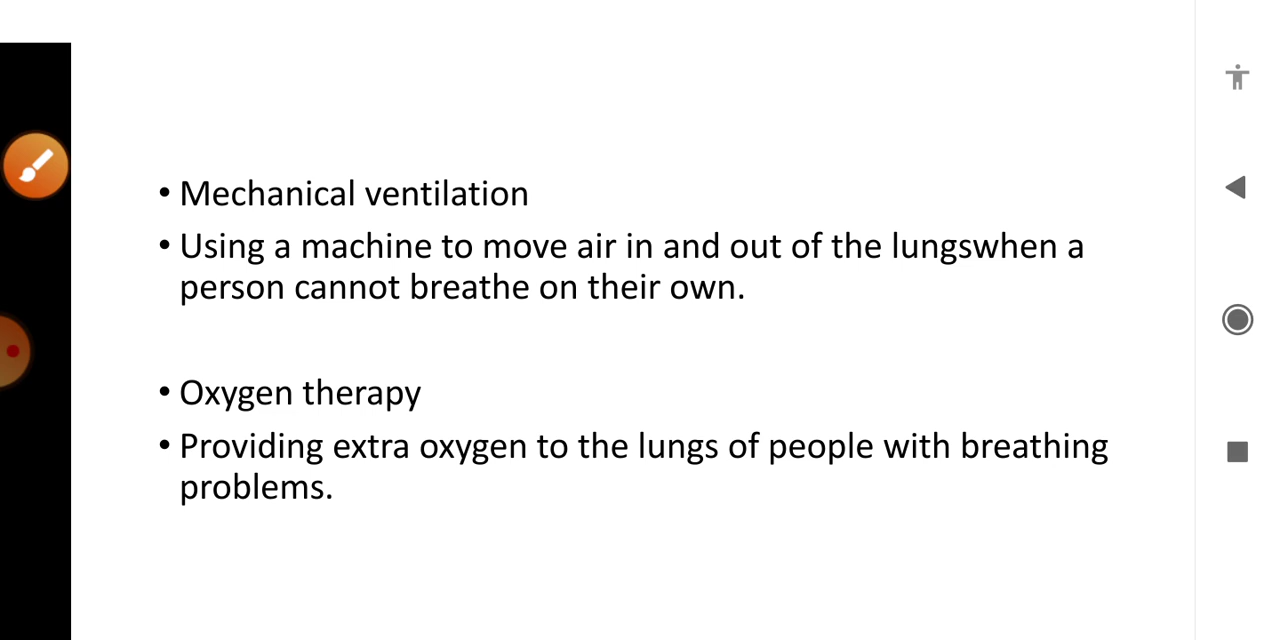 • Mechanical ventilation
• Using a machine to move air in and out of the lungswhen a
person cannot breathe on their own.
• Oxygen therapy
• Providing extra oxygen to the lungs of people with breathing
problems.